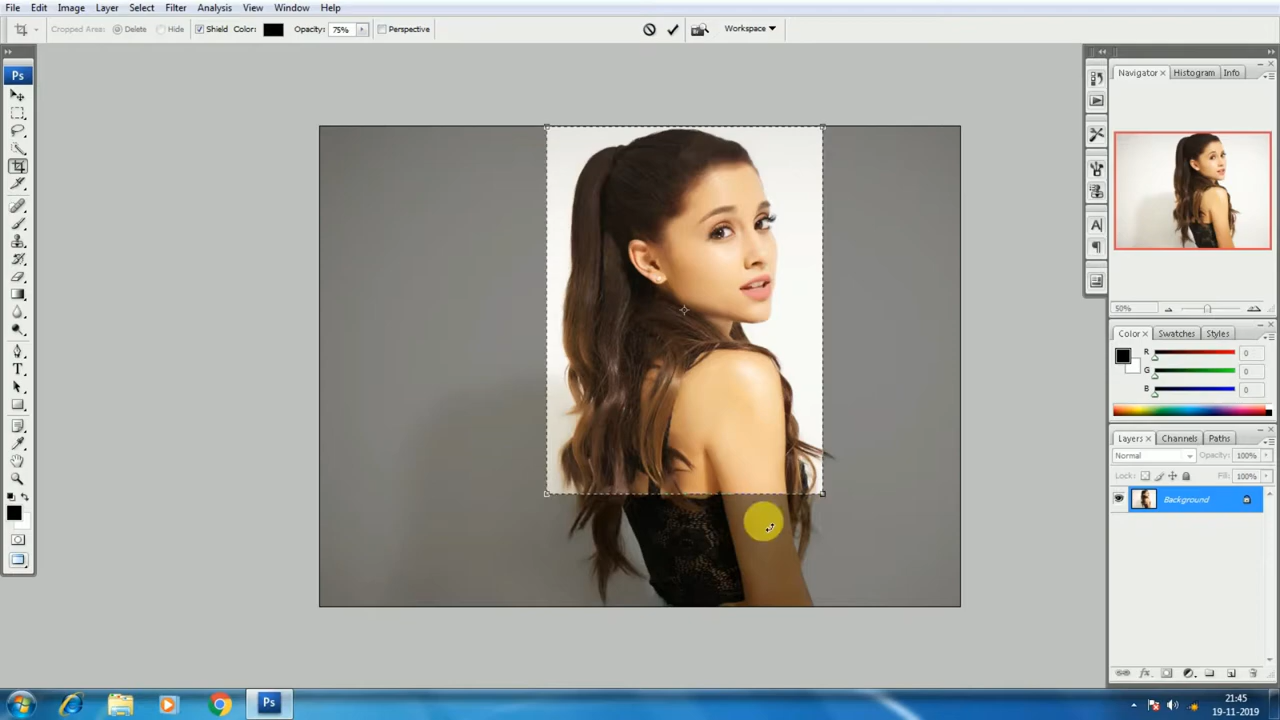 File Edit Image Layer Select Filter Analysis View Window Help
Cropped Area: Delete Hide Shield Color: Opacity: 75% Perspective Workspace
Ps
Navigator Histogram Info
50%
Color Swatches Styles
R 0
G 0
B 0
Layers Channels Paths
Normal Opacity: 100%
Lock: Fill: 100%
Background
T
A
Ps
21:45
19-11-2019